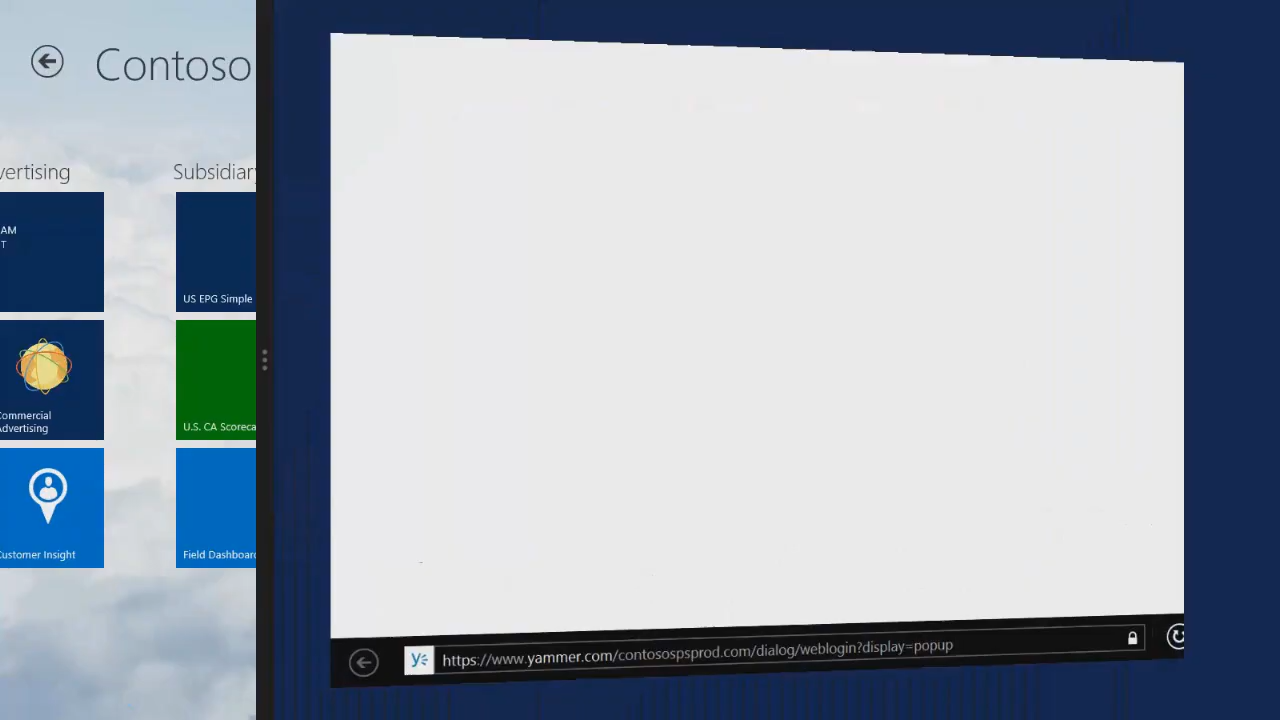 Contoso
vertising
Subsidiary
AM
T
US EPG Simple
Commercial
Advertising
U.S. CA Scoreca
Customer Insight
Field Dashboar
https://www.yammer.com/contosospsprod.com/dialog/weblogin?display=popup